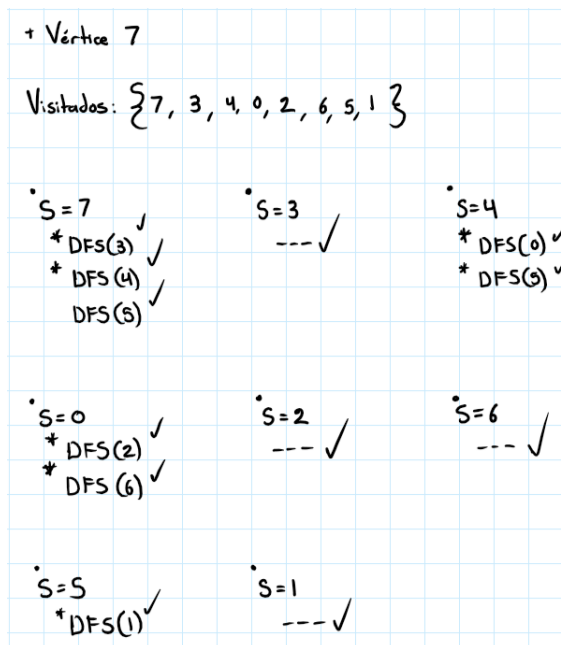 + Vértice 7
Visitados: {7, 3, 4, 0, 2, 6, 5, 1}
• S=7
* DFS(3) ✓
* DFS(4) ✓
DFS(5) ✓
• S=3
--- ✓
• S=4
* DFS(0) ✓
* DFS(5) ✓
• S=0
* DFS(2) ✓
* DFS(6) ✓
• S=2
--- ✓
• S=6
--- ✓
• S=5
* DFS(1) ✓
• S=1
--- ✓